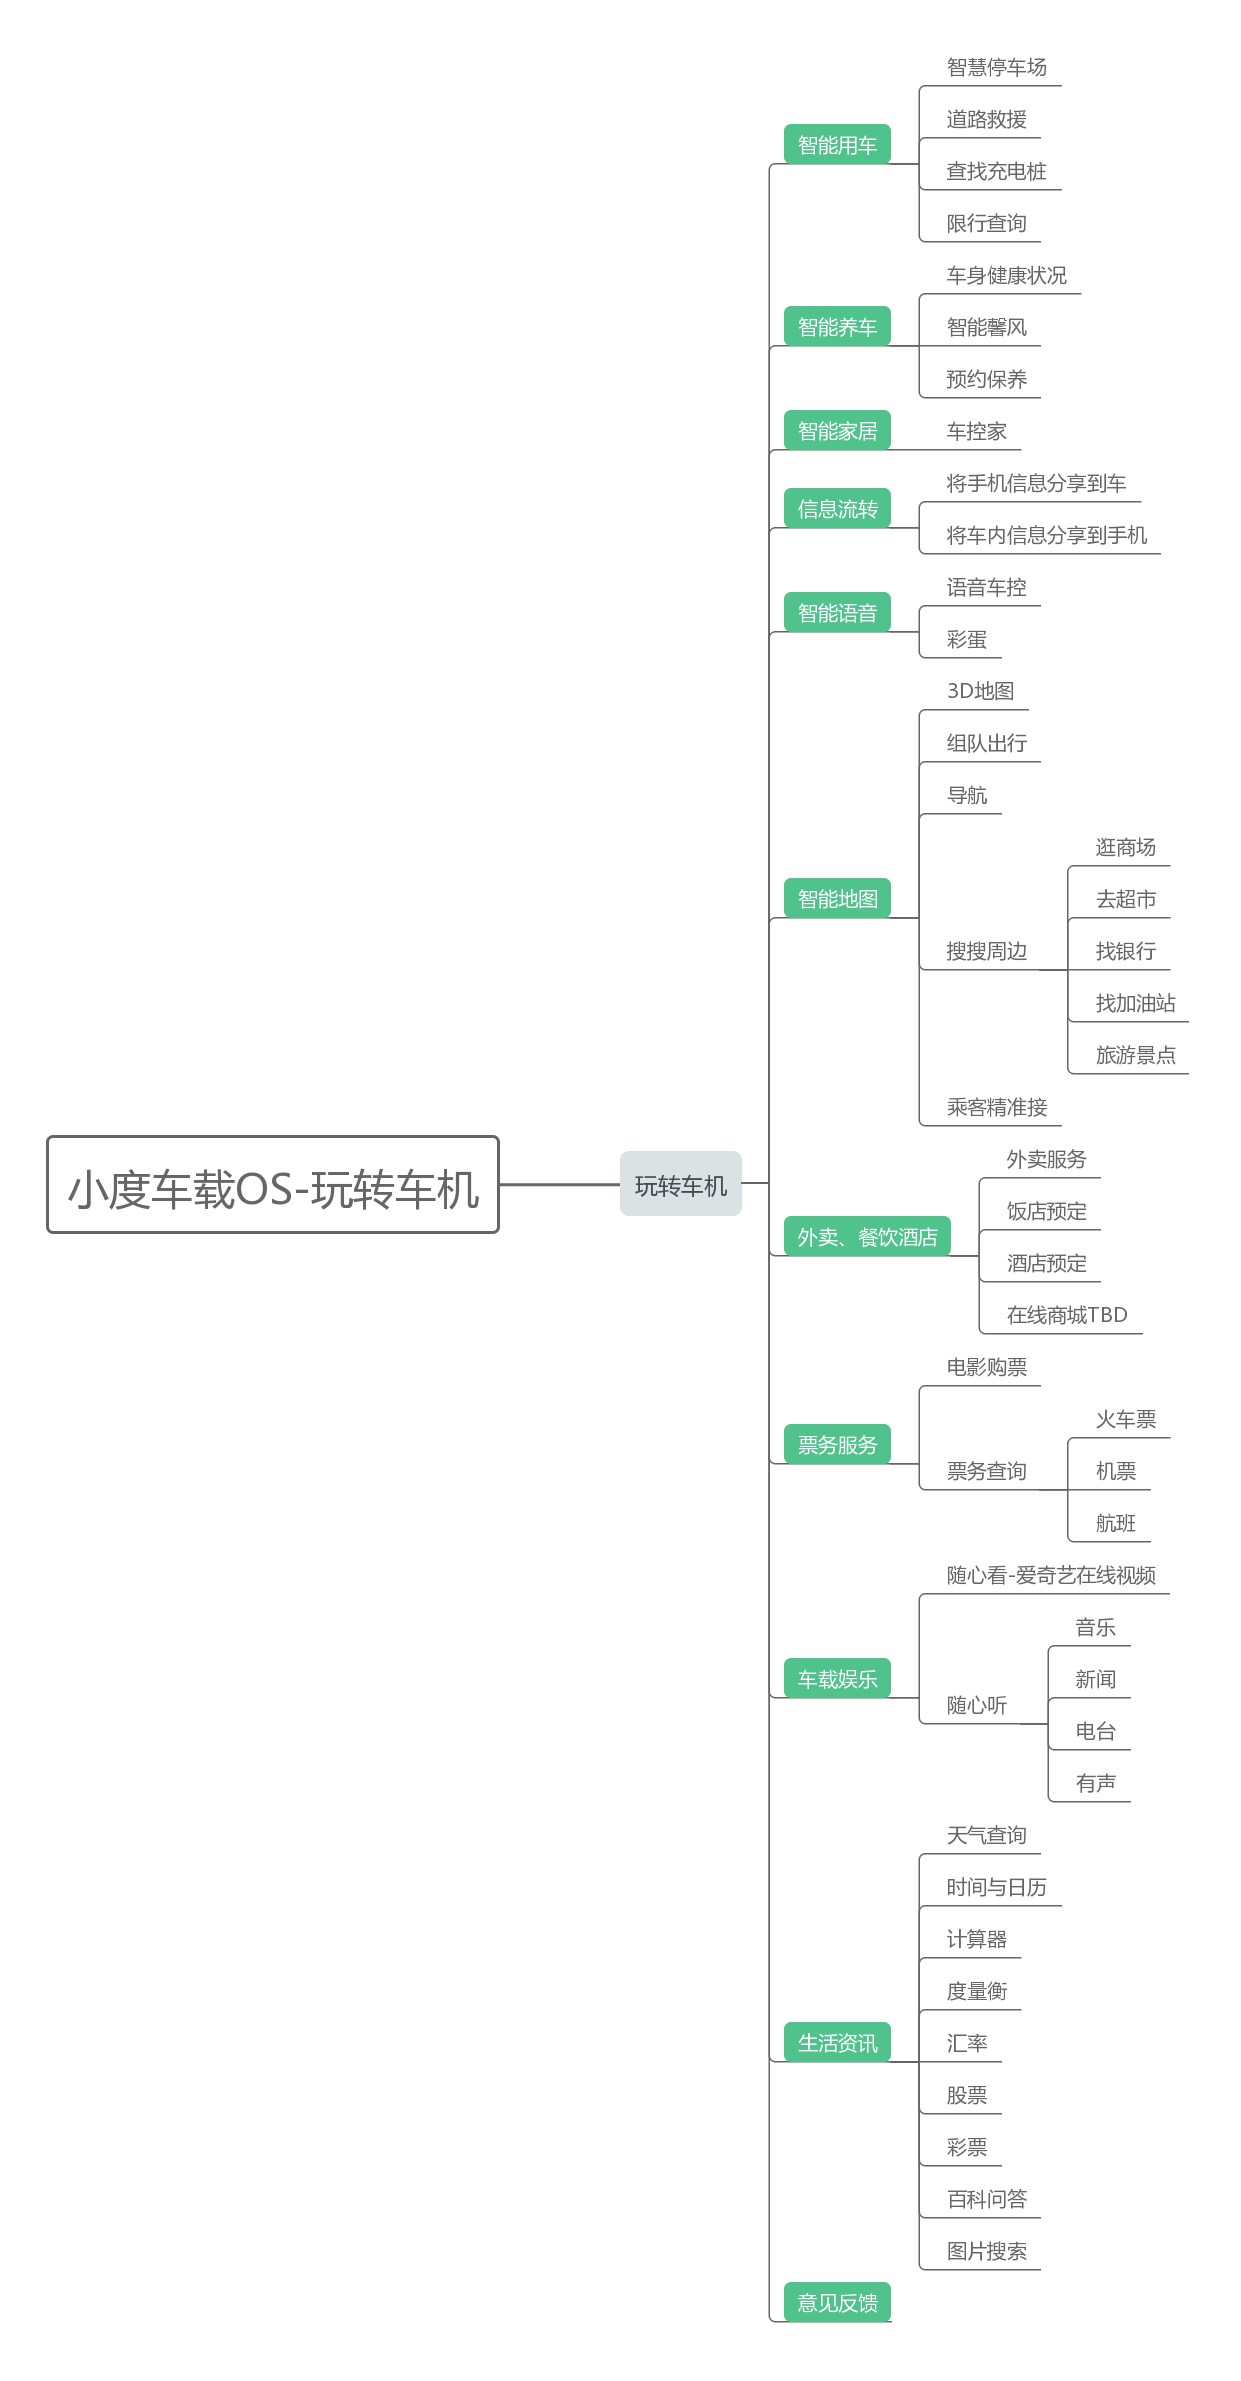 小度车载OS-玩转车机
玩转车机
智能用车
智慧停车场
道路救援
查找充电桩
限行查询
智能养车
车身健康状况
智能馨风
预约保养
智能家居
车控家
信息流转
将手机信息分享到车
将车内信息分享到手机
智能语音
语音车控
彩蛋
智能地图
3D地图
组队出行
导航
搜搜周边
逛商场
去超市
找银行
找加油站
旅游景点
乘客精准接
外卖、餐饮酒店
外卖服务
饭店预定
酒店预定
在线商城TBD
票务服务
电影购票
票务查询
火车票
机票
航班
车载娱乐
随心看-爱奇艺在线视频
随心听
音乐
新闻
电台
有声
生活资讯
天气查询
时间与日历
计算器
度量衡
汇率
股票
彩票
百科问答
图片搜索
意见反馈